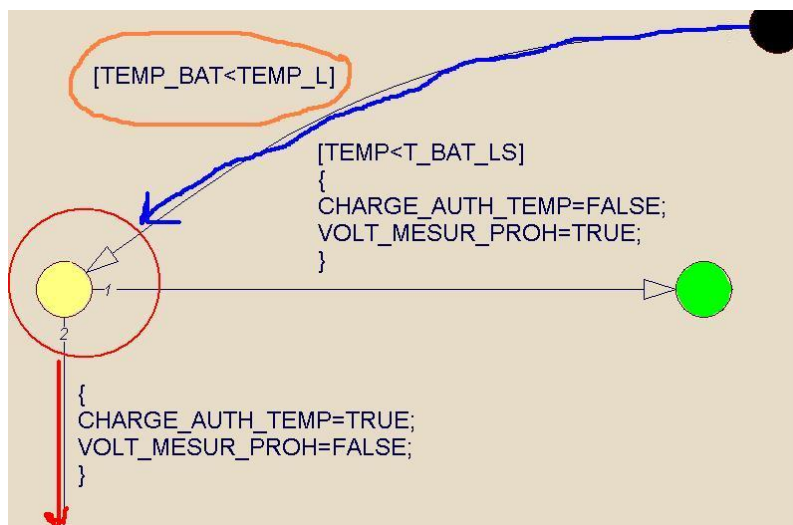 [TEMP_BAT<TEMP_L]
[TEMP<T_BAT_LS]
{
CHARGE_AUTH_TEMP=FALSE;
VOLT_MESUR_PROH=TRUE;
}
1
2
{
CHARGE_AUTH_TEMP=TRUE;
VOLT_MESUR_PROH=FALSE;
}